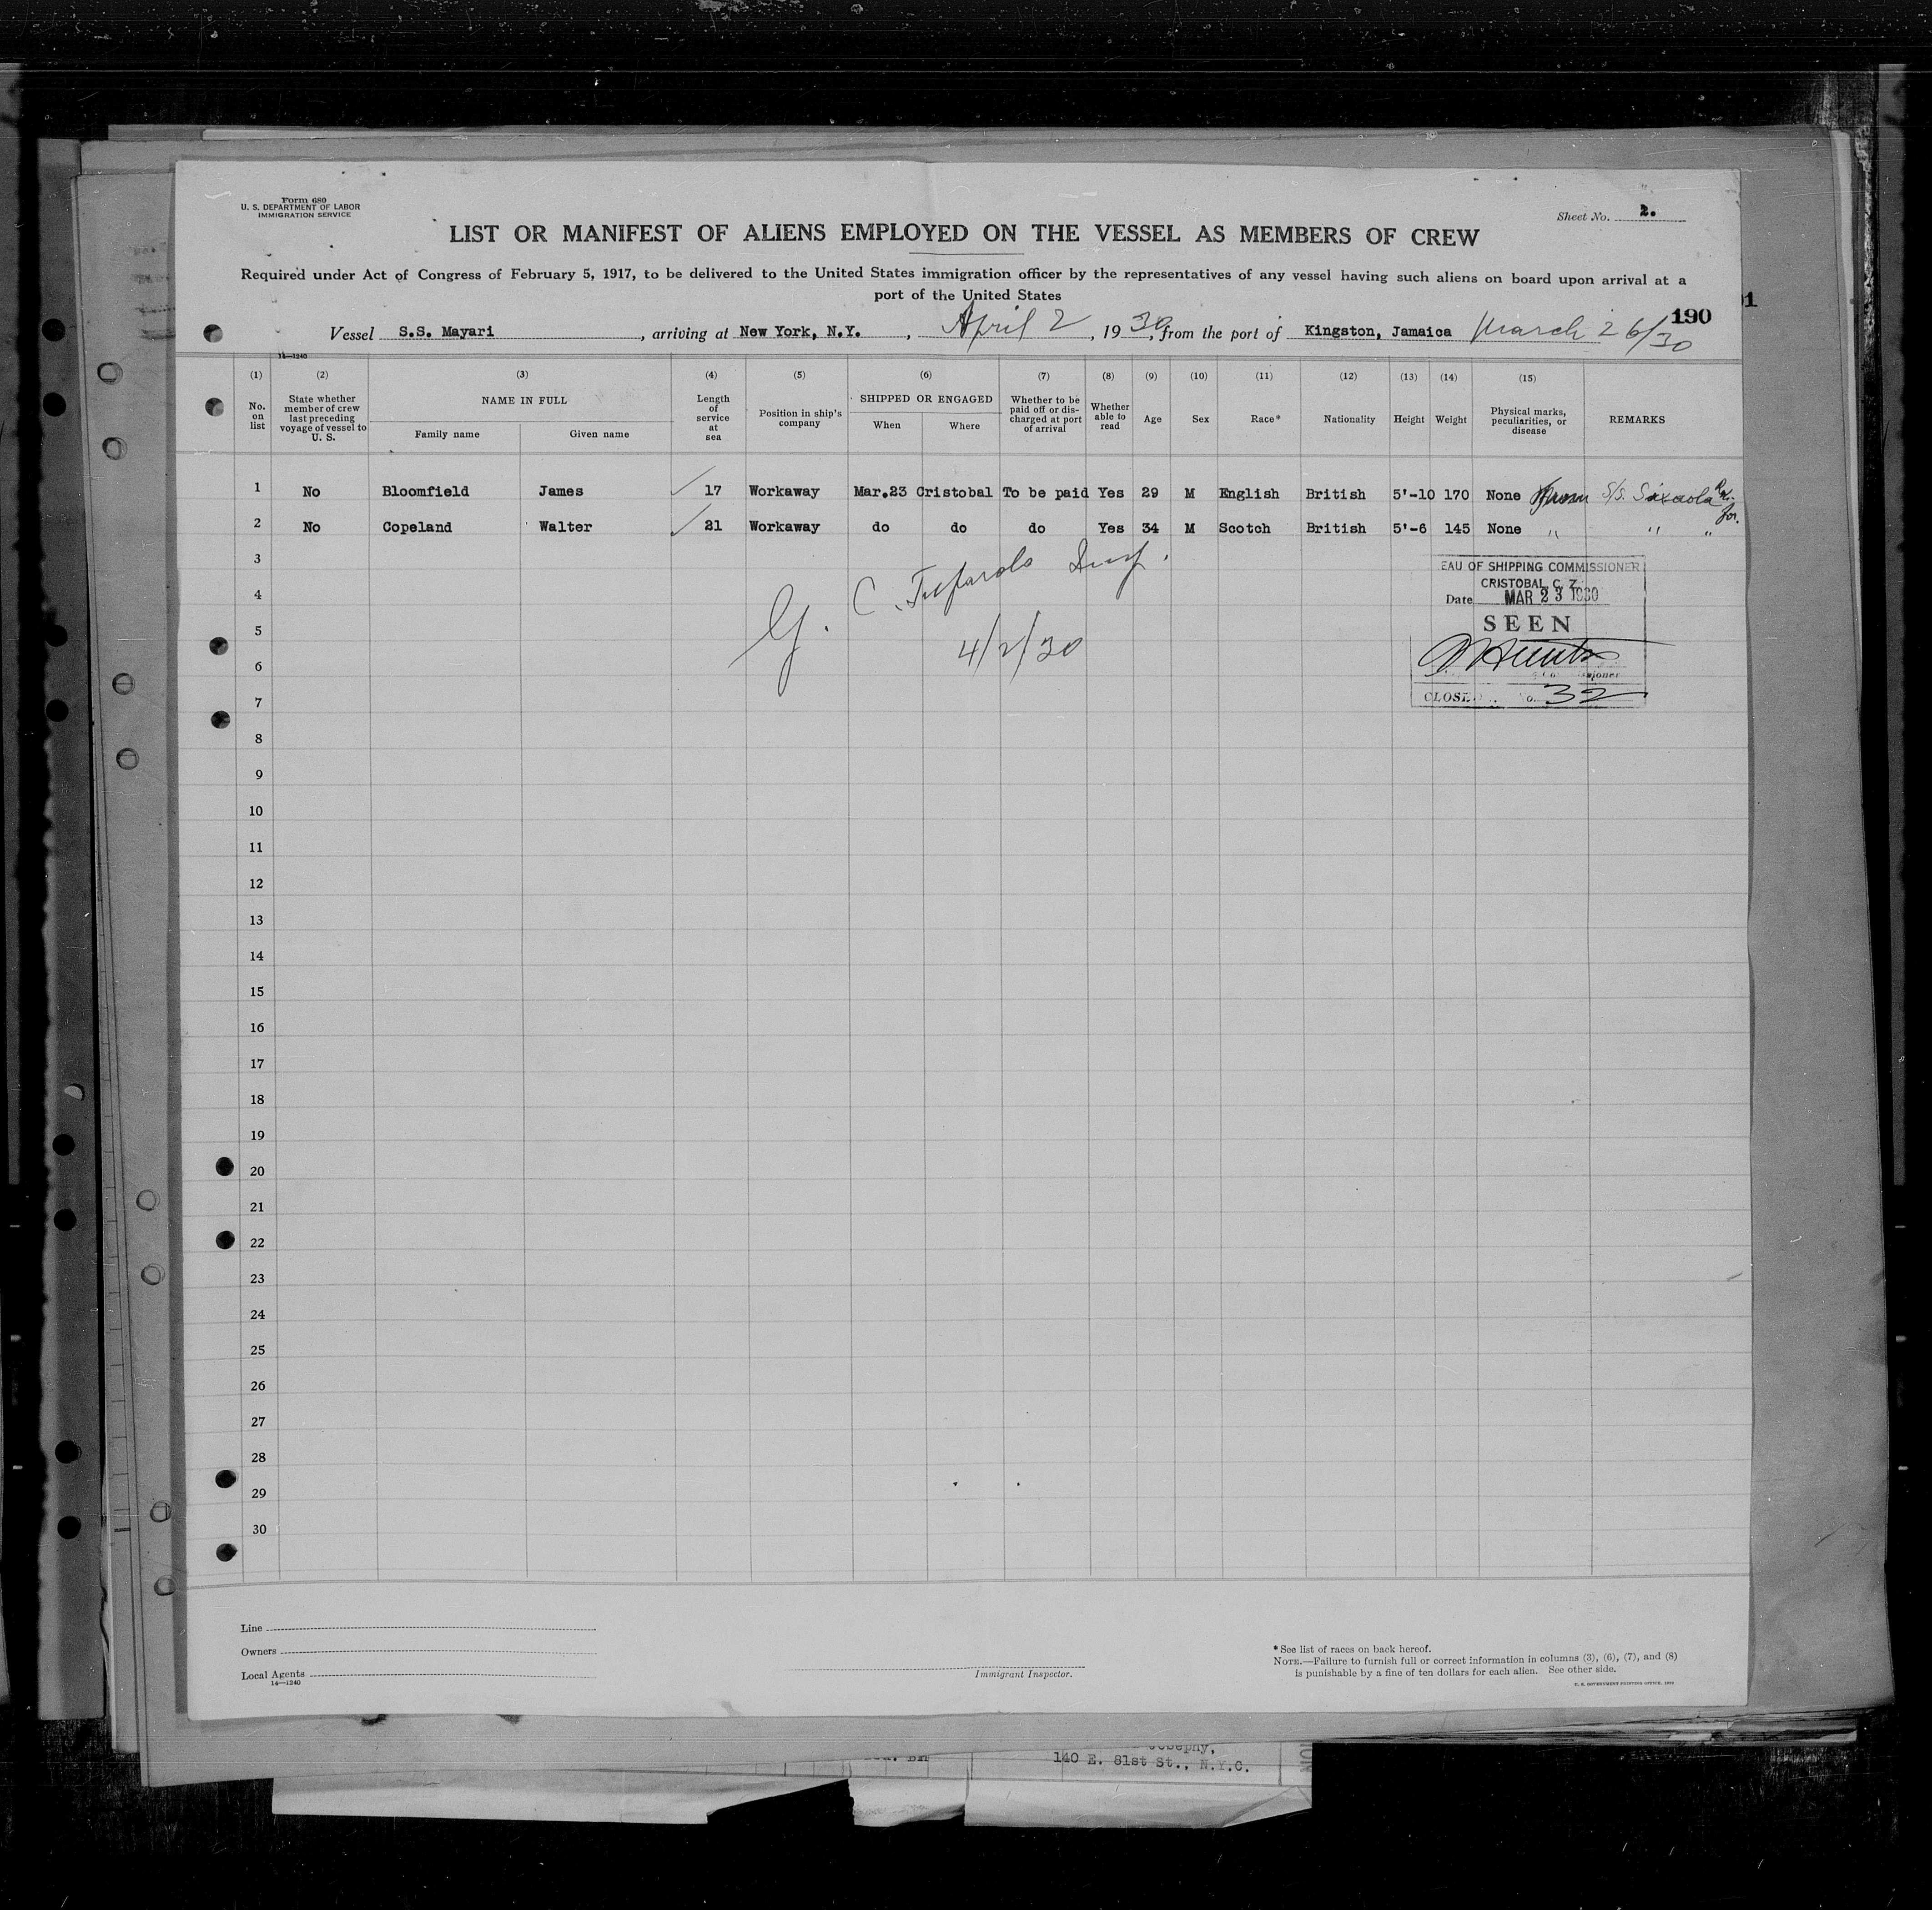 Form 680
U. S. DEPARTMENT OF LABOR
IMMIGRATION SERVICE
Sheet No. 2.
LIST OR MANIFEST OF ALIENS EMPLOYED ON THE VESSEL AS MEMBERS OF CREW
Required under Act of Congress of February 5, 1917, to be delivered to the United States immigration officer by the representatives of any vessel having such aliens on board upon arrival at a
port of the United States
190
Vessel S.S. Mayari, arriving at New York, N.Y., April 2, 1930, from the port of Kingston, Jamaica March 26/30
14—1240
(1) (2) (3) (4) (5) (6) (7) (8) (9) (10) (11) (12) (13) (14) (15)
No. on list
State whether member of crew last preceding voyage of vessel to U. S.
NAME IN FULL
Family name Given name
Length of service at sea
Position in ship's company
SHIPPED OR ENGAGED
When Where
Whether to be paid off or discharged at port of arrival
Whether able to read
Age
Sex
Race*
Nationality
Height
Weight
Physical marks, peculiarities, or disease
REMARKS
1 No Bloomfield James 17 Workaway Mar.23 Cristobal To be paid Yes 29 M English British 5'-10 170 None From S/S
2 No Copeland Walter 21 Workaway do do do Yes 34 M Scotch British 5'-6 145 None " " "
3
4
5
6
7
8
9
10
11
12
13
14
15
16
17
18
19
20
21
22
23
24
25
26
27
28
29
30
4/2/30
EAU OF SHIPPING COMMISSIONER
CRISTOBAL C. Z.
Date MAR 23 1930
SEEN
32
Line
Owners
Local Agents
14—1240
Immigrant Inspector.
* See list of races on back hereof.
NOTE.—Failure to furnish full or correct information in columns (3), (6), (7), and (8)
is punishable by a fine of ten dollars for each alien. See other side.
140 E. 81st St., N.Y.C.